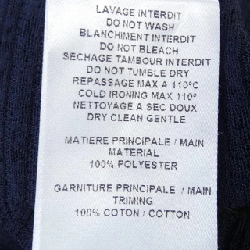 LAVAGE INTERDIT
DO NOT WASH
BLANCHIMENT INTERDIT
DO NOT BLEACH
SECHAGE TAMBOUR INTERDIT
DO NOT TUMBLE DRY
REPASSAGE MAX A 110°C
COLD IRONING MAX 110°
NETTOYAGE A SEC DOUX
DRY CLEAN GENTLE
MATIERE PRINCIPALE / MAIN
MATERIAL
100% POLYESTER
GARNITURE PRINCIPALE / MAIN
TRIMING
100% COTON / COTTON